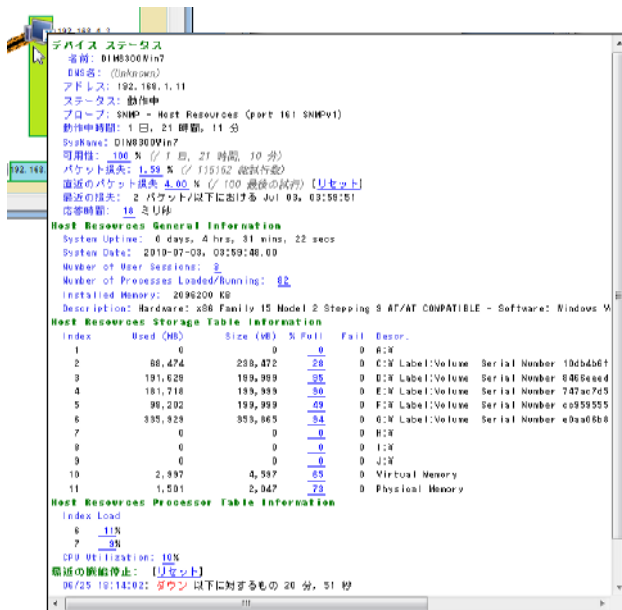 デバイス ステータス
名前: DIM8300Win7
DNS名: (Unknown)
アドレス: 192.168.1.11
ステータス: 動作中
プローブ: SNMP - Host Resources (port 161 SNMPv1)
動作中時間: 1 日, 21 時間, 11 分
SysName: DIM8300Win7
可用性: 100 % (/ 1 日, 21 時間, 10 分)
パケット損失: 1.59 % (/ 115162 総試行数)
直近のパケット損失 4.00 % (/ 100 最後の試行) [リセット]
最近の損失: 2 パケット/以下における Jul 03, 03:59:51
応答時間: 18 ミリ秒
192.168.
Host Resources General Information
System Uptime: 0 days, 4 hrs, 31 mins, 22 secs
System Date: 2010-07-03, 03:59:48.00
Number of User Sessions:
Number of Processes Loaded/Running: 82
Installed Memory: 2096200 KB
Description: Hardware: x86 Family 15 Model 2 Stepping 9 AT/AT COMPATIBLE - Software: Windows
Host Resources Storage Table Information
Index Used (MB) Size (MB) % Full Fail Descr.
1 0 0 0 0 A:¥
2 66,474 238,472 28 0 C:¥ Label:Volume Serial Number 10db4b6f
3 191,629 199,999 95 0 D:¥ Label:Volume Serial Number 8466eeed
4 181,718 199,999 90 0 E:¥ Label:Volume Serial Number 747ac7d5
5 98,202 199,999 49 0 F:¥ Label:Volume Serial Number co959555
6 335,929 353,865 94 0 G:¥ Label:Volume Serial Number e0aa06b8
7 0 0 0 0 H:¥
8 0 0 0 0 I:¥
9 0 0 0 0 J:¥
10 2,997 4,597 65 0 Virtual Memory
11 1,501 2,047 73 0 Physical Memory
Host Resources Processor Table Information
Index Load
6 11%
7 9%
CPU Utilization: 10%
最近の機能停止: [リセット]
06/25 18:14:02: ダウン 以下に対するもの 20 分, 51 秒